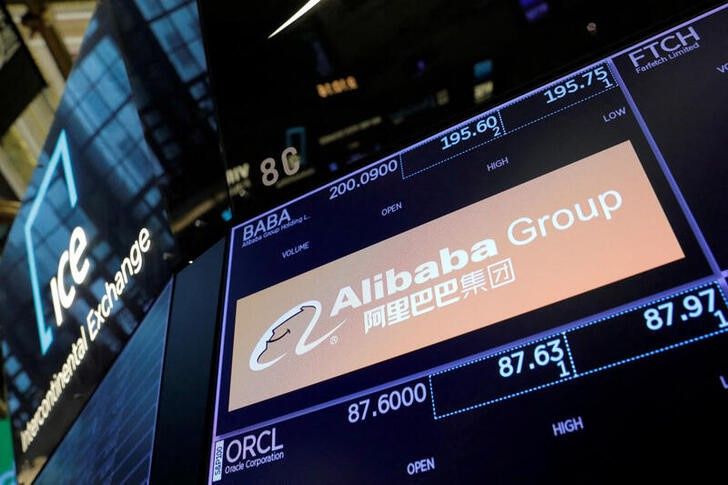 ICE
Intercontinental Exchange
8C
FTCH
Farfetch Limited
BABA
200.0900
195.60
2
195.75
1
Alibaba Group Holding L.
VOLUME
OPEN
HIGH
LOW
Alibaba Group
阿里巴巴集团
®
S&P100
ORCL
87.6000
87.63
1
87.97
1
Oracle Corporation
OPEN
HIGH